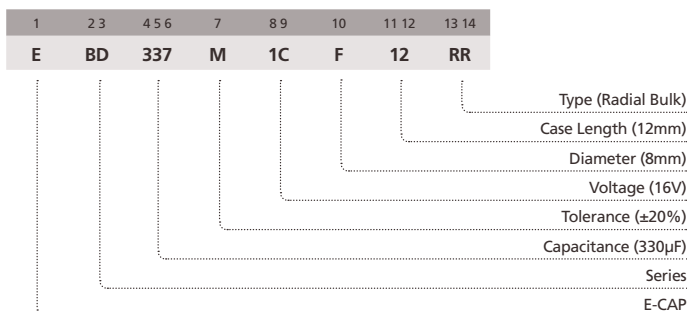 1 2 3 4 5 6 7 8 9 10 11 12 13 14
E BD 337 M 1C F 12 RR
Type (Radial Bulk)
Case Length (12mm)
Diameter (8mm)
Voltage (16V)
Tolerance (±20%)
Capacitance (330µF)
Series
E-CAP